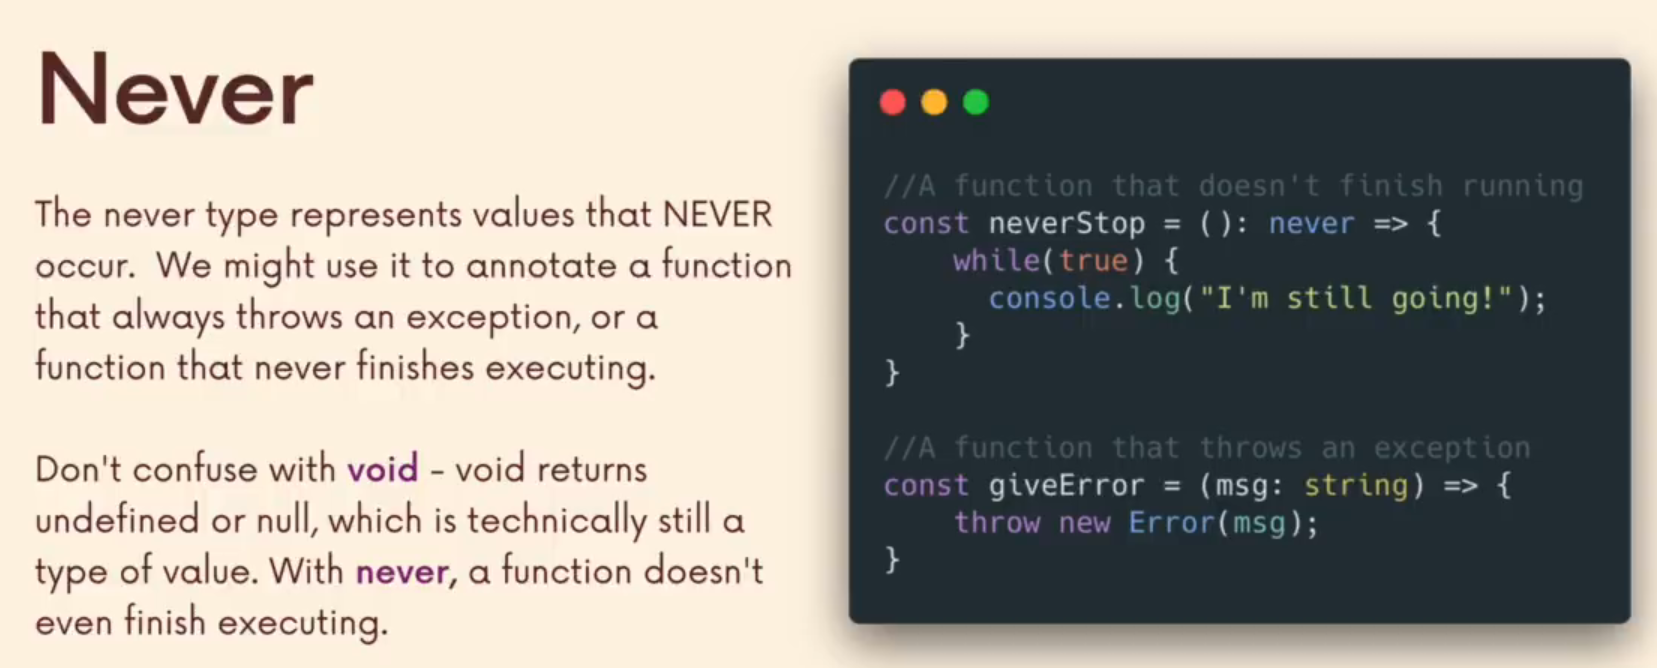 Never
The never type represents values that NEVER
occur.  We might use it to annotate a function
that always throws an exception, or a
function that never finishes executing.
Don't confuse with void - void returns
undefined or null, which is technically still a
type of value. With never, a function doesn't
even finish executing.
//A function that doesn't finish running
const neverStop = (): never => {
    while(true) {
      console.log("I'm still going!");
    }
}
//A function that throws an exception
const giveError = (msg: string) => {
    throw new Error(msg);
}